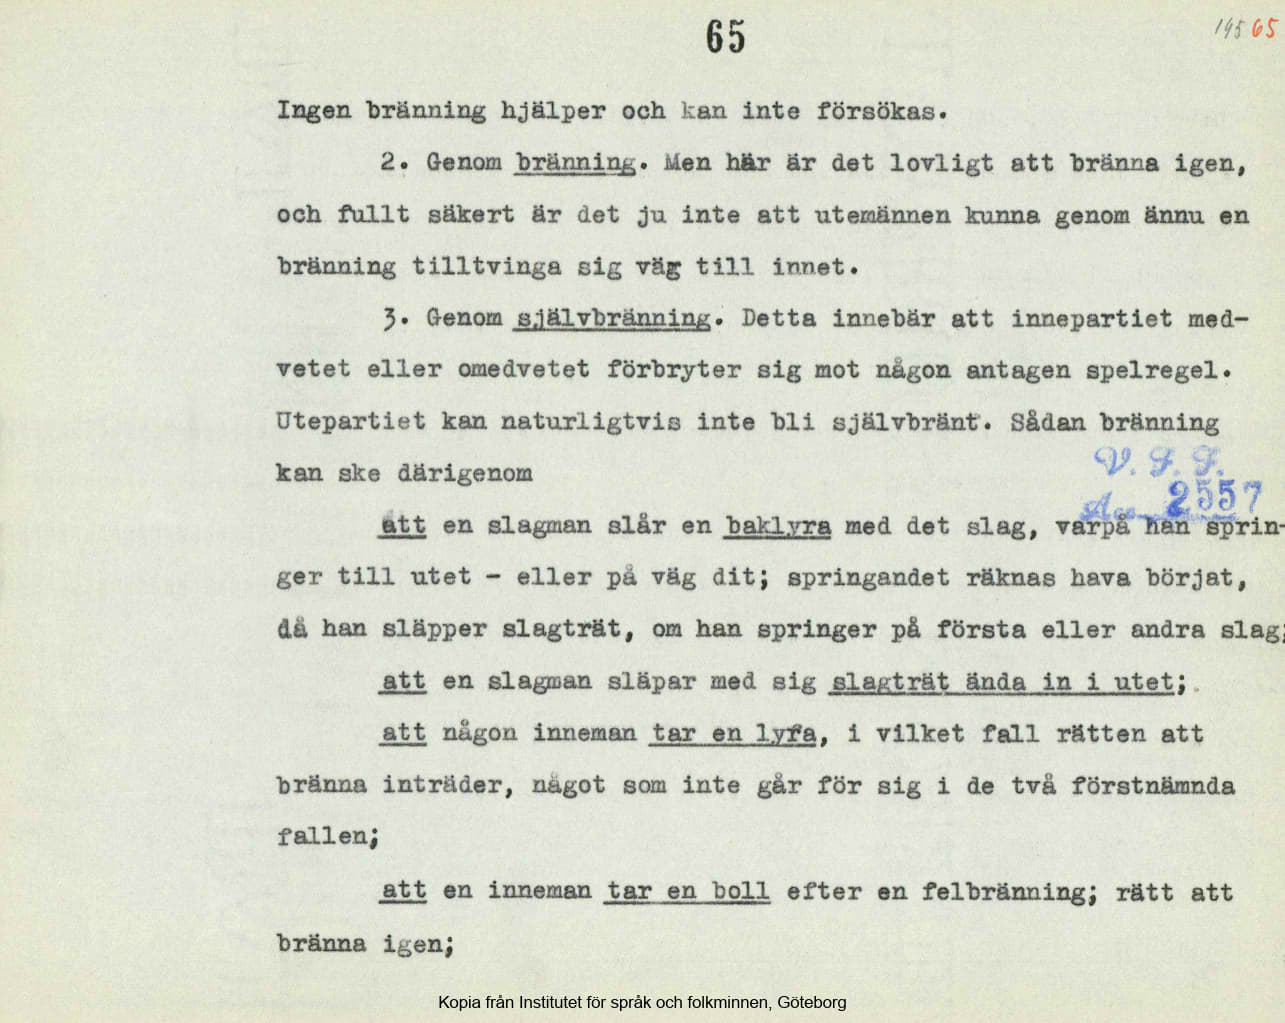 65
195 65
Ingen bränning hjälper och kan inte försökas.
2. Genom bränning. Men här är det lovligt att bränna igen,
och fullt säkert är det ju inte att utemännen kunna genom ännu en
bränning tilltvinga sig väg till innet.
3. Genom självbränning. Detta innebär att innepartiet med-
vetet eller omedvetet förbryter sig mot någon antagen spelregel.
Utepartiet kan naturligtvis inte bli självbränt. Sådan bränning
kan ske därigenom
V. F. F.
Acc. 2557
att en slagman slår en baklyra med det slag, varpå han sprin-
ger till utet - eller på väg dit; springandet räknas hava börjat,
då han släpper slagträt, om han springer på första eller andra slag;
att en slagman släpar med sig slagträt ända in i utet;
att någon inneman tar en lyra, i vilket fall rätten att
bränna inträder, något som inte går för sig i de två förstnämnda
fallen;
att en inneman tar en boll efter en felbränning; rätt att
bränna igen;
Kopia från Institutet för språk och folkminnen, Göteborg